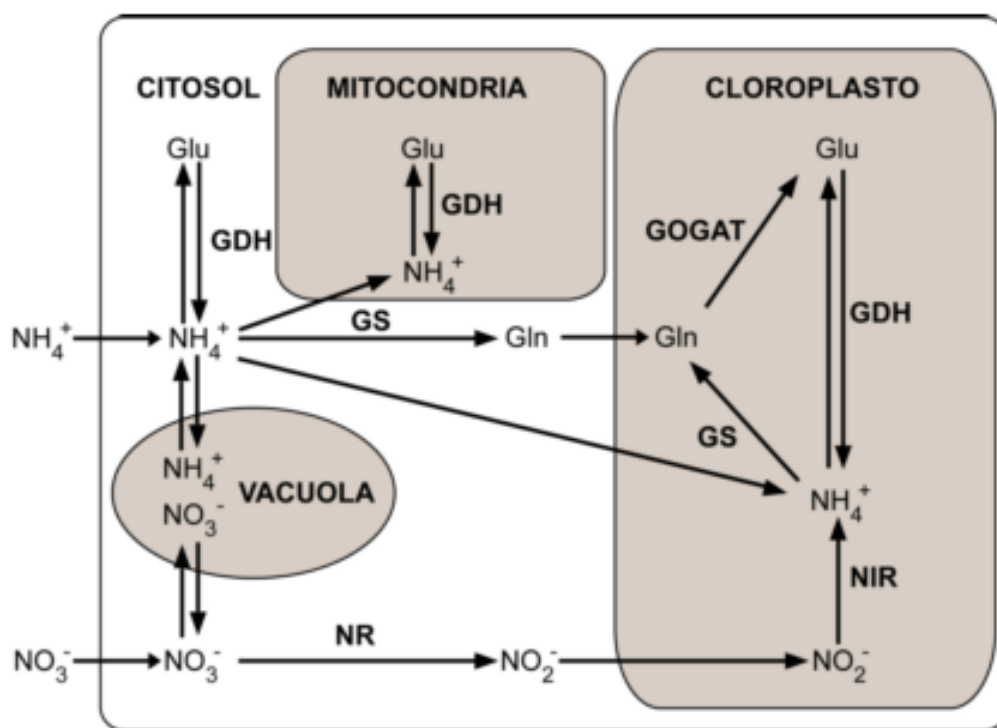 CITOSOL
MITOCONDRIA
CLOROPLASTO
Glu
Glu
Glu
GDH
GDH
GOGAT
NH₄⁺
GDH
NH₄⁺
NH₄⁺
GS
Gln
Gln
GS
NH₄⁺
VACUOLA
NO₃⁻
NH₄⁺
NIR
NR
NO₃⁻
NO₃⁻
NO₂⁻
NO₂⁻